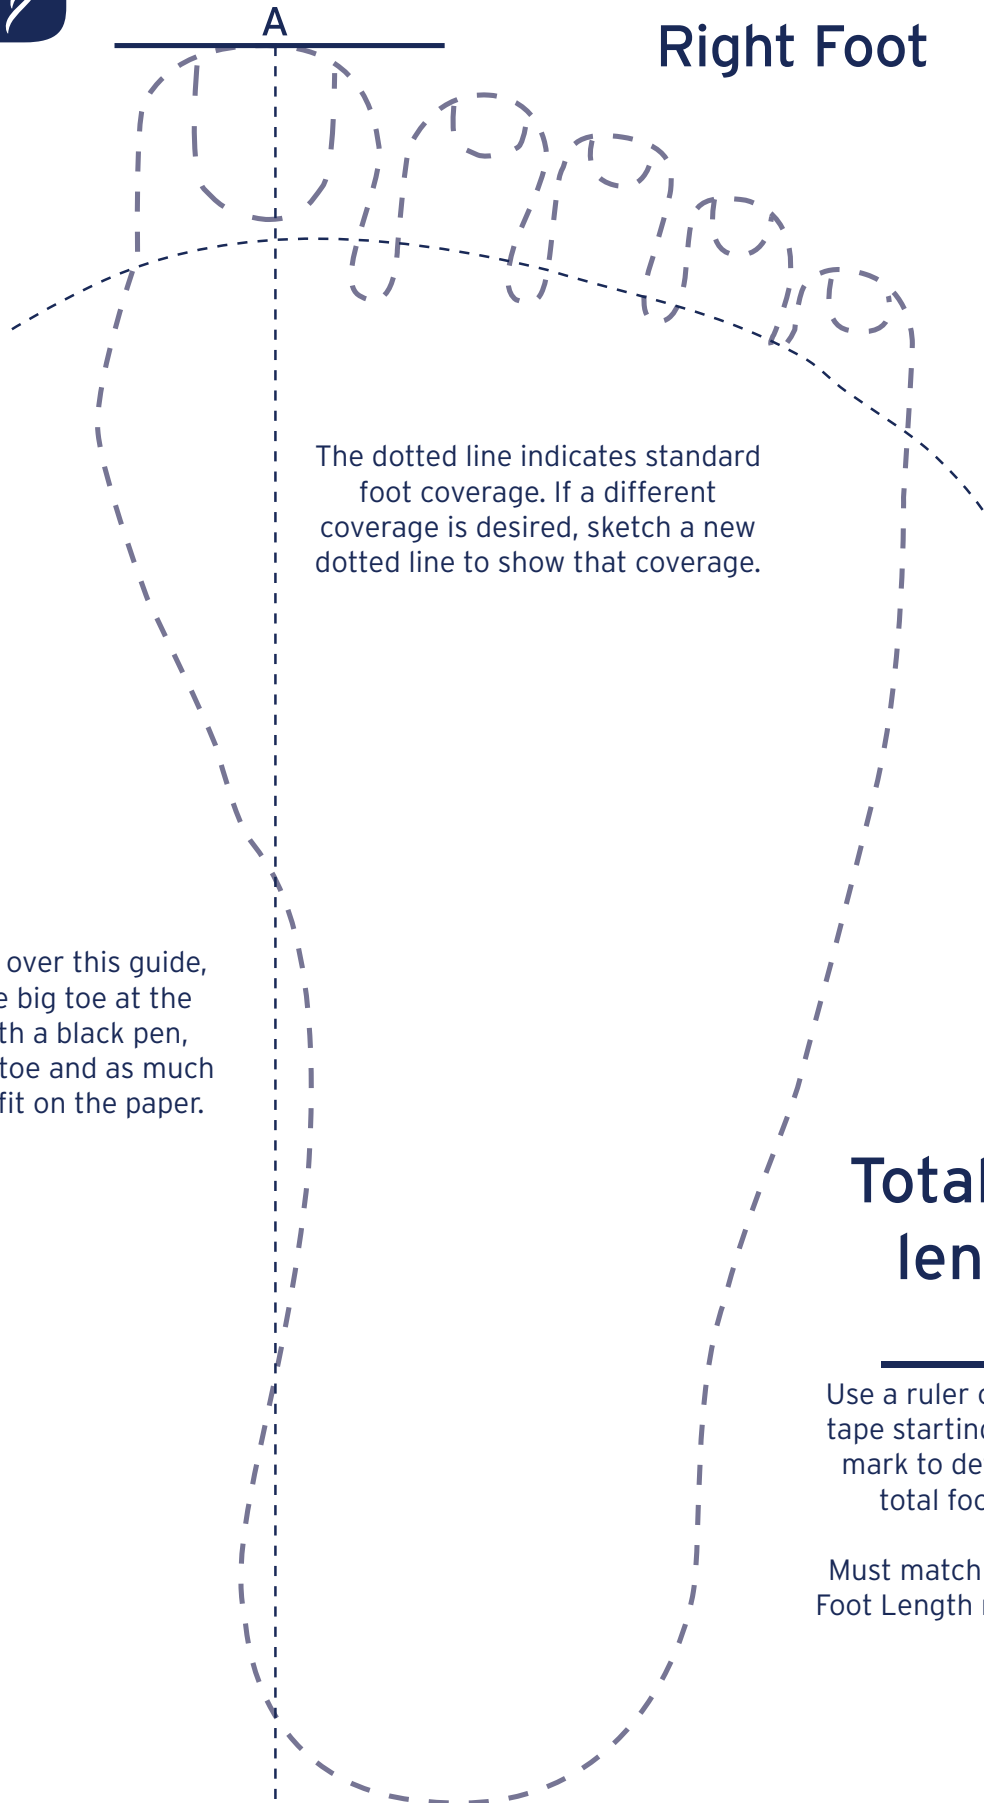 A
Right Foot
The dotted line indicates standard
foot coverage. If a different
coverage is desired, sketch a new
dotted line to show that coverage.
over this guide,
big toe at the
a black pen,
toe and as much
fit on the paper.
Total
Use a ruler
tape starting
mark to
total
Must match
Foot Length